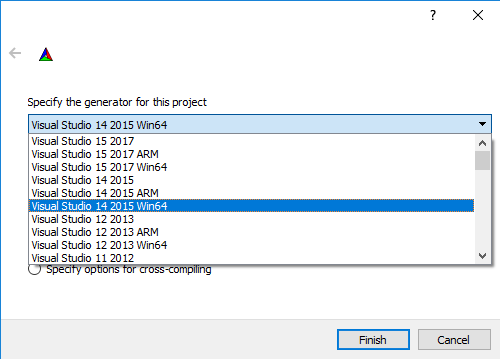 ?
Specify the generator for this project
Visual Studio 14 2015 Win64
Visual Studio 15 2017
Visual Studio 15 2017 ARM
Visual Studio 15 2017 Win64
Visual Studio 14 2015
Visual Studio 14 2015 ARM
Visual Studio 14 2015 Win64
Visual Studio 12 2013
Visual Studio 12 2013 ARM
Visual Studio 12 2013 Win64
Visual Studio 11 2012
Specify options for cross-compiling
Finish Cancel